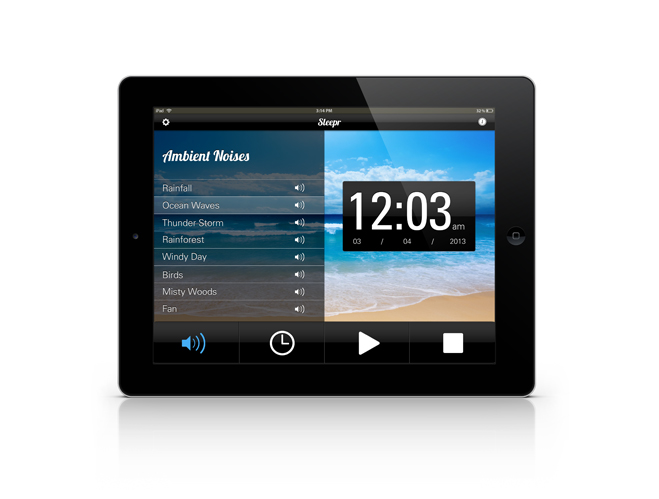 iPad 3:14 PM 52%
Sleepr
Ambient Noises
Rainfall
Ocean Waves
Thunder Storm
Rainforest
Windy Day
Birds
Misty Woods
Fan
12:03 am
03 / 04 / 2013